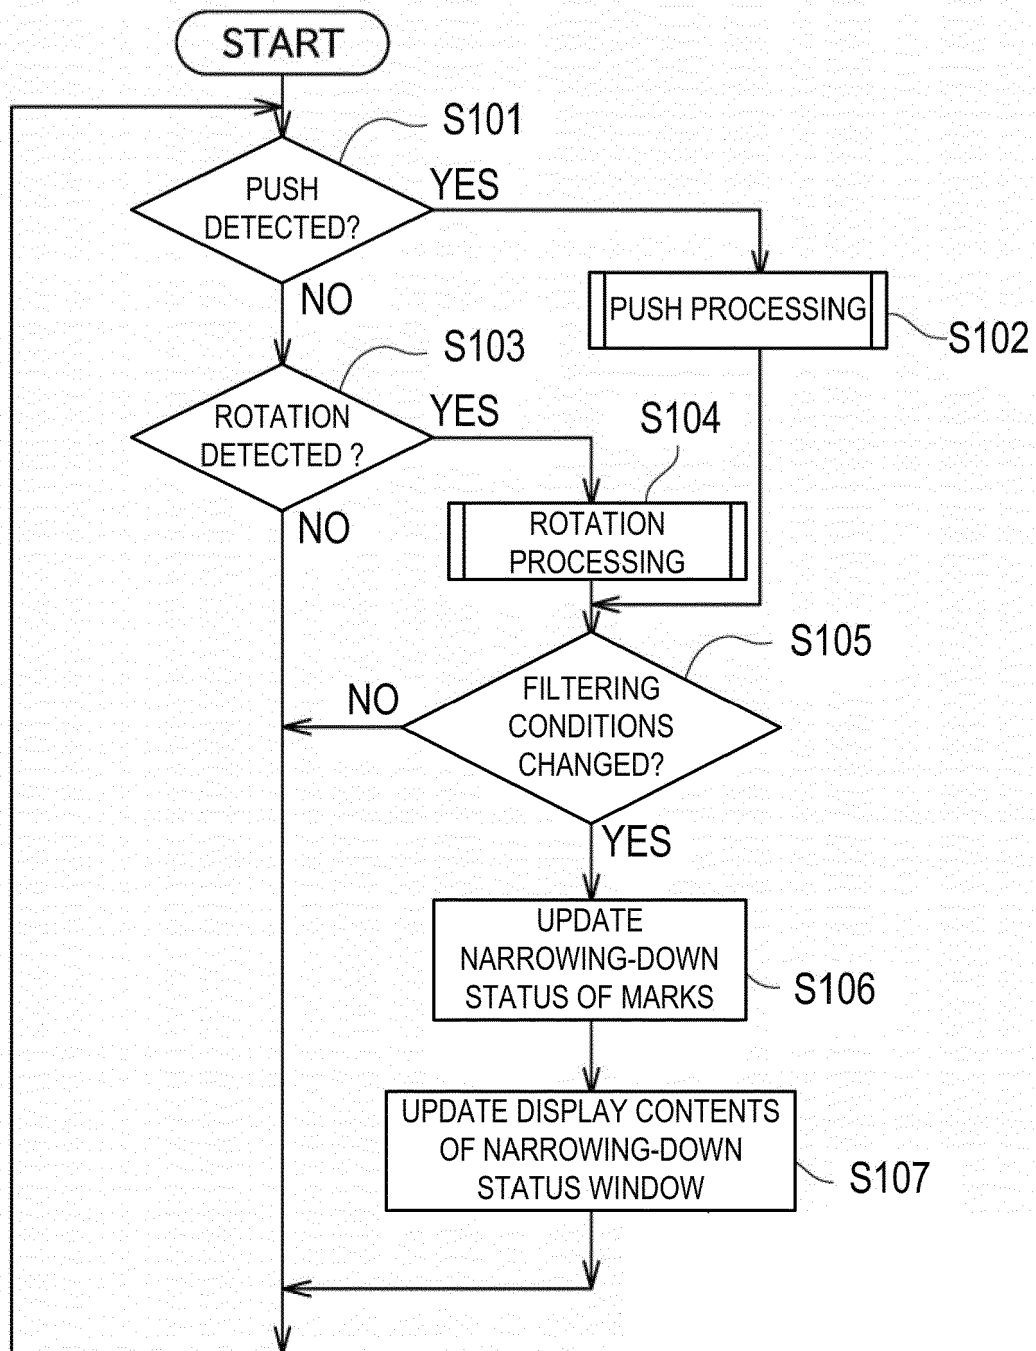 START
S101
PUSH
DETECTED?
YES
NO
PUSH PROCESSING
S102
S103
ROTATION
DETECTED ?
YES
NO
S104
ROTATION
PROCESSING
S105
FILTERING
CONDITIONS
CHANGED?
NO
YES
UPDATE
NARROWING-DOWN
STATUS OF MARKS
S106
UPDATE DISPLAY CONTENTS
OF NARROWING-DOWN
STATUS WINDOW
S107